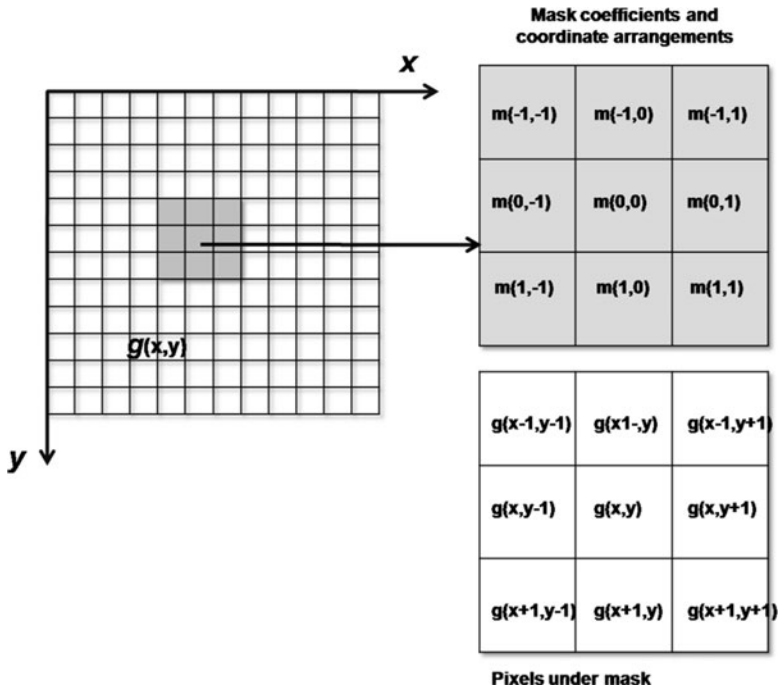 Mask coefficients and
coordinate arrangements
x
m(-1,-1) m(-1,0) m(-1,1)
m(0,-1) m(0,0) m(0,1)
m(1,-1) m(1,0) m(1,1)
g(x,y)
y
g(x-1,y-1) g(x1-,y) g(x-1,y+1)
g(x,y-1) g(x,y) g(x,y+1)
g(x+1,y-1) g(x+1,y) g(x+1,y+1)
Pixels under mask